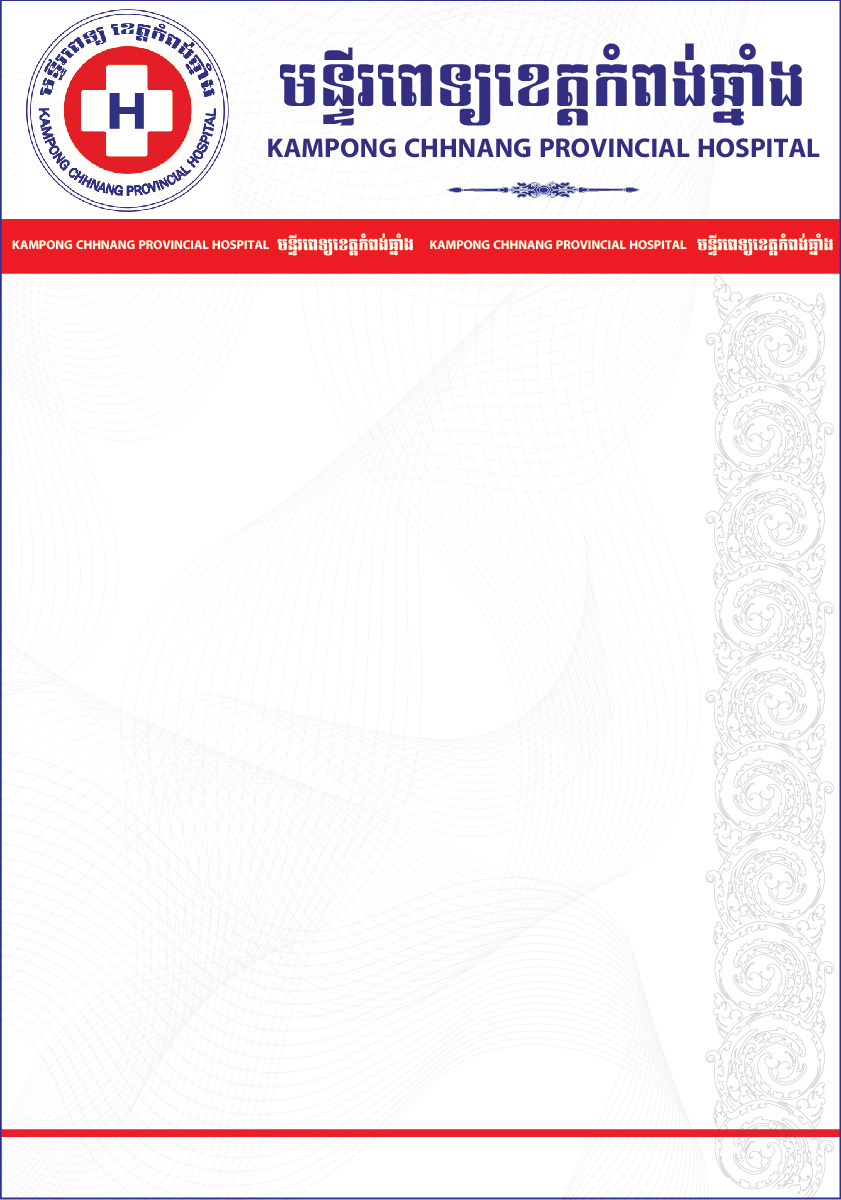 មន្ទីរពេទ្យ ខេត្តកំពង់ឆ្នាំង
H
KAMPONG CHHNANG PROVINCIAL HOSPITAL
មន្ទីរពេទ្យខេត្តកំពង់ឆ្នាំង
KAMPONG CHHNANG PROVINCIAL HOSPITAL
KAMPONG CHHNANG PROVINCIAL HOSPITAL មន្ទីរពេទ្យខេត្តកំពង់ឆ្នាំង KAMPONG CHHNANG PROVINCIAL HOSPITAL មន្ទីរពេទ្យខេត្តកំពង់ឆ្នាំង